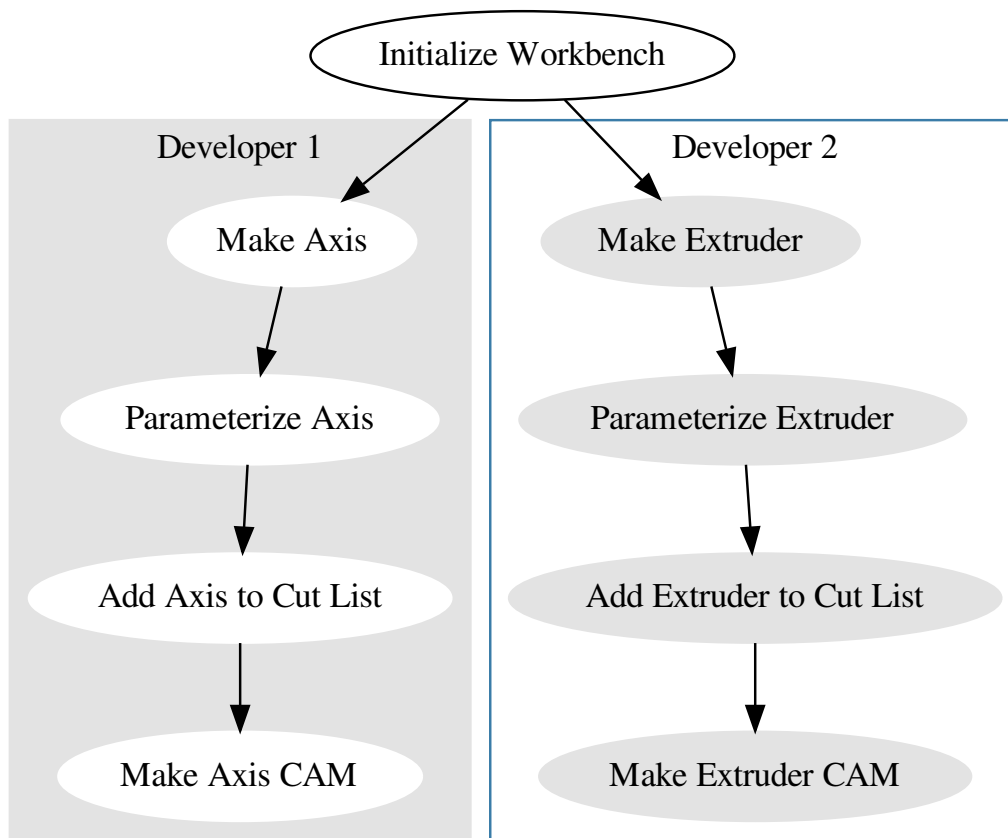 Initialize Workbench
Developer 1
Developer 2
Make Axis
Make Extruder
Parameterize Axis
Parameterize Extruder
Add Axis to Cut List
Add Extruder to Cut List
Make Axis CAM
Make Extruder CAM